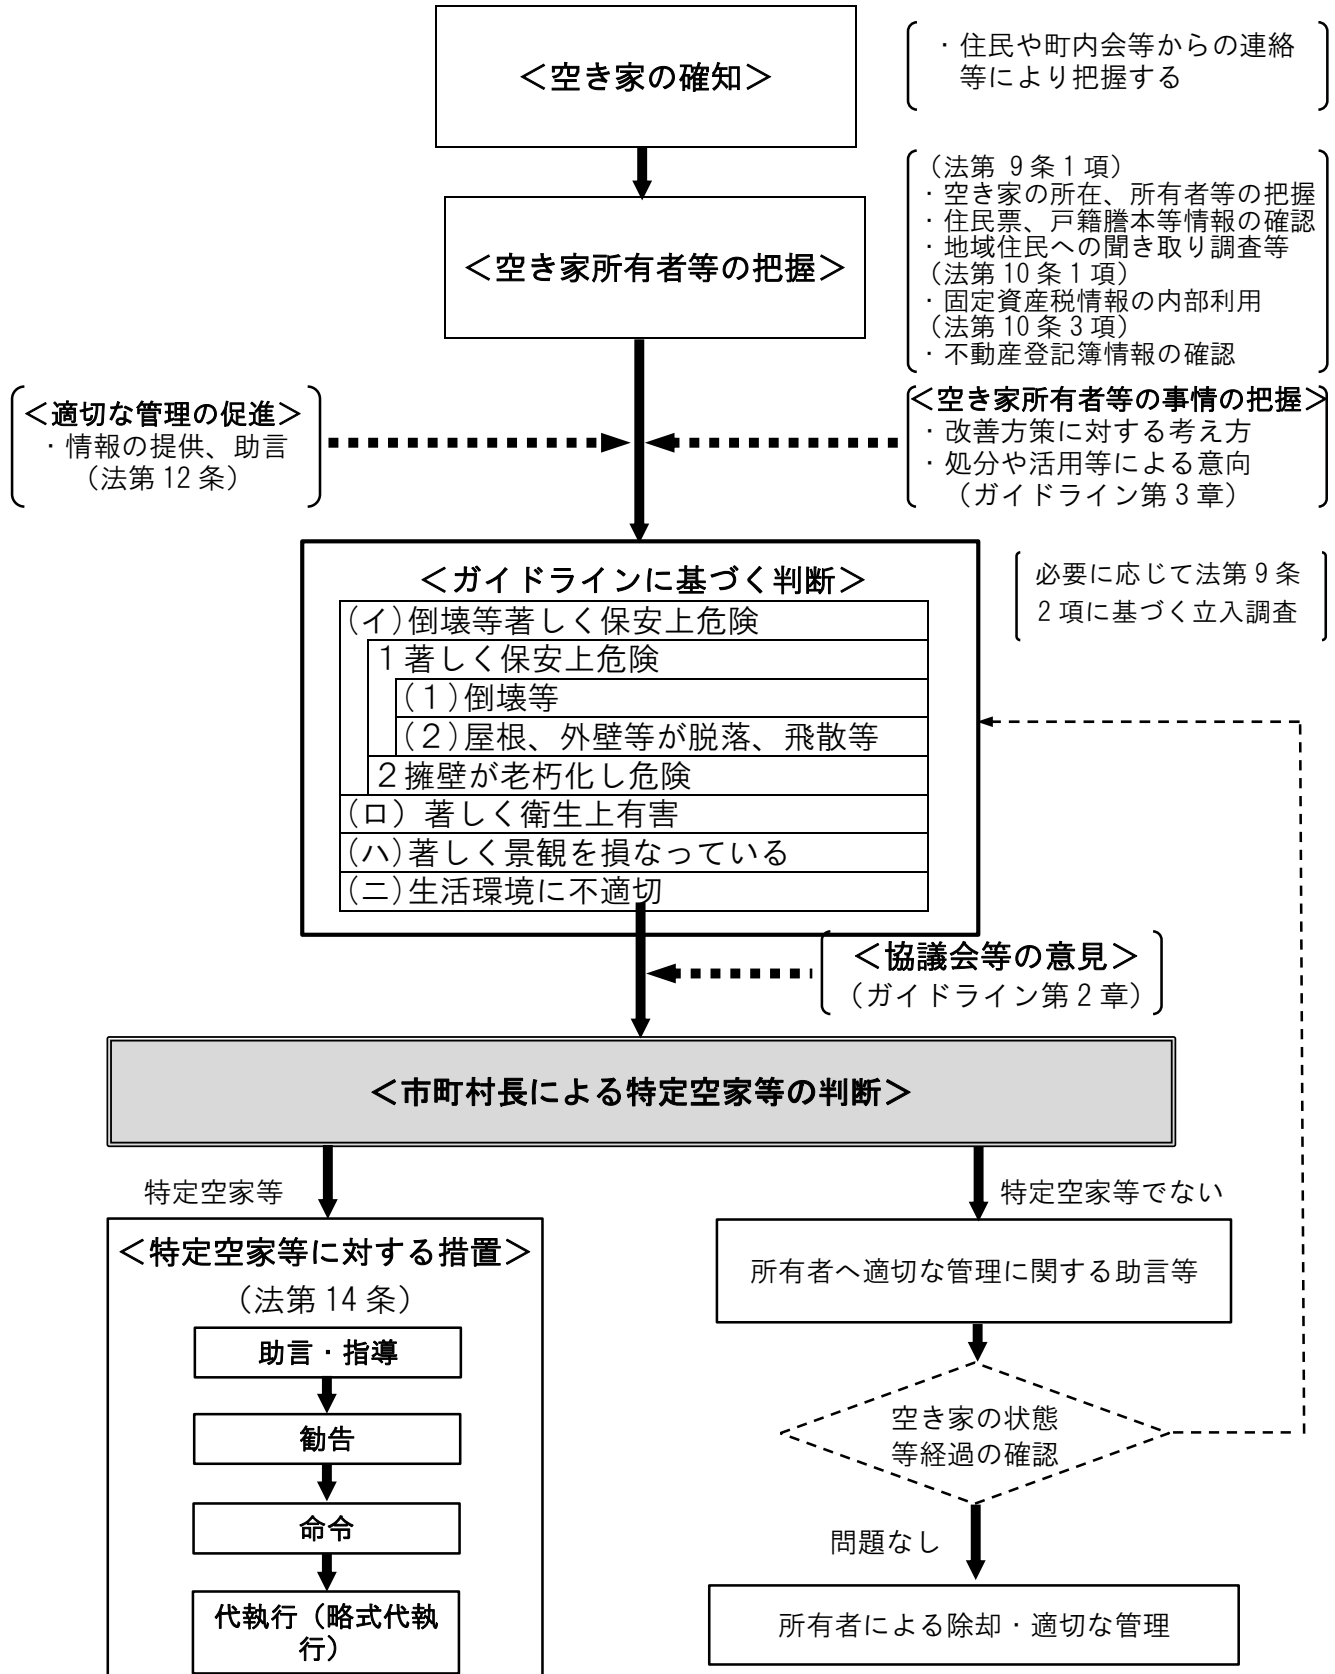 ＜空き家の確知＞
・住民や町内会等からの連絡
等により把握する
＜空き家所有者等の把握＞
（法第 9 条 1 項）
・空き家の所在、所有者等の把握
・住民票、戸籍謄本等情報の確認
・地域住民への聞き取り調査等
（法第 10 条 1 項）
・固定資産税情報の内部利用
（法第 10 条 3 項）
・不動産登記簿情報の確認
＜適切な管理の促進＞
・情報の提供、助言
（法第 12 条）
＜空き家所有者等の事情の把握＞
・改善方策に対する考え方
・処分や活用等による意向
（ガイドライン第 3 章）
＜ガイドラインに基づく判断＞
（イ）倒壊等著しく保安上危険
1 著しく保安上危険
（１）倒壊等
（２）屋根、外壁等が脱落、飛散等
２擁壁が老朽化し危険
（ロ）著しく衛生上有害
（ハ）著しく景観を損なっている
（ニ）生活環境に不適切
必要に応じて法第 9 条
2 項に基づく立入調査
＜協議会等の意見＞
（ガイドライン第 2 章）
＜市町村長による特定空家等の判断＞
特定空家等
特定空家等でない
＜特定空家等に対する措置＞
（法第 14 条）
助言・指導
勧告
命令
代執行（略式代執
行）
所有者へ適切な管理に関する助言等
空き家の状態
等経過の確認
問題なし
所有者による除却・適切な管理